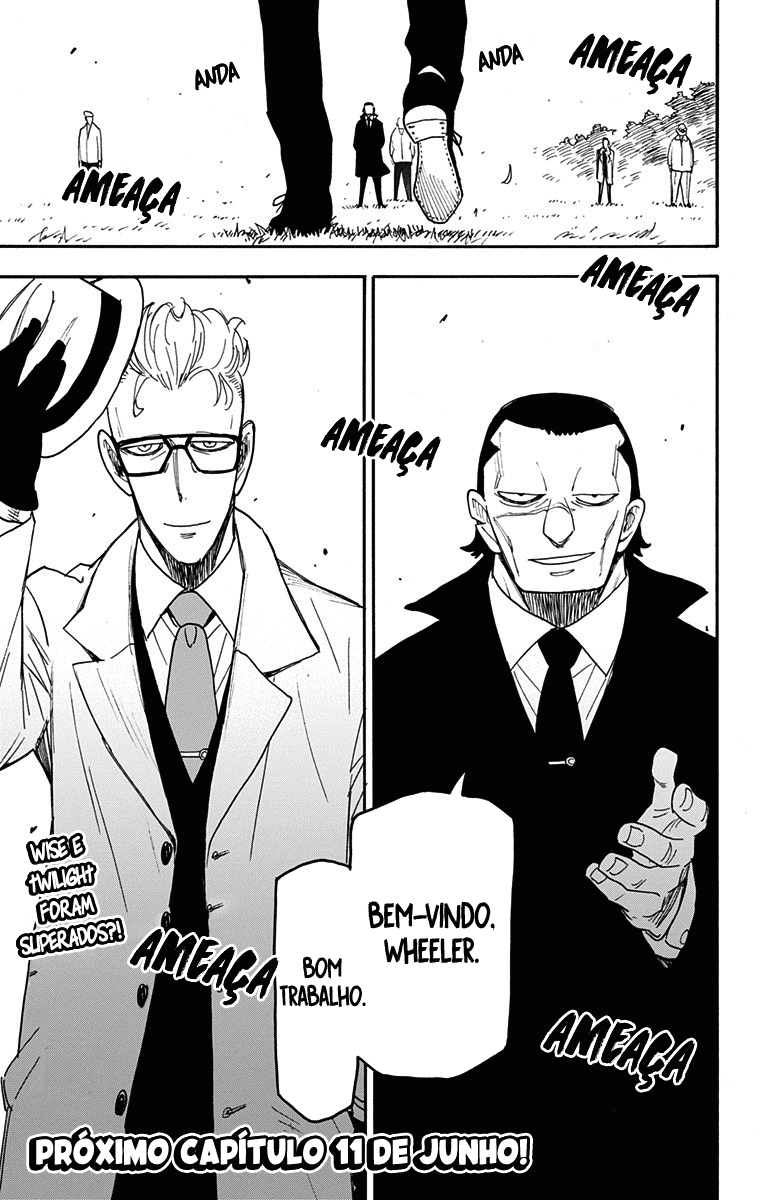 ANDA
ANDA
AMEAÇA
AMEAÇA
AMEAÇA
AMEAÇA
BEM-VINDO,
WHEELER.
BOM
TRABALHO.
WISE E
TWILIGHT
FORAM
SUPERADOS?!
AMEAÇA
AMEAÇA
PRÓXIMO CAPÍTULO 11 DE JUNHO!